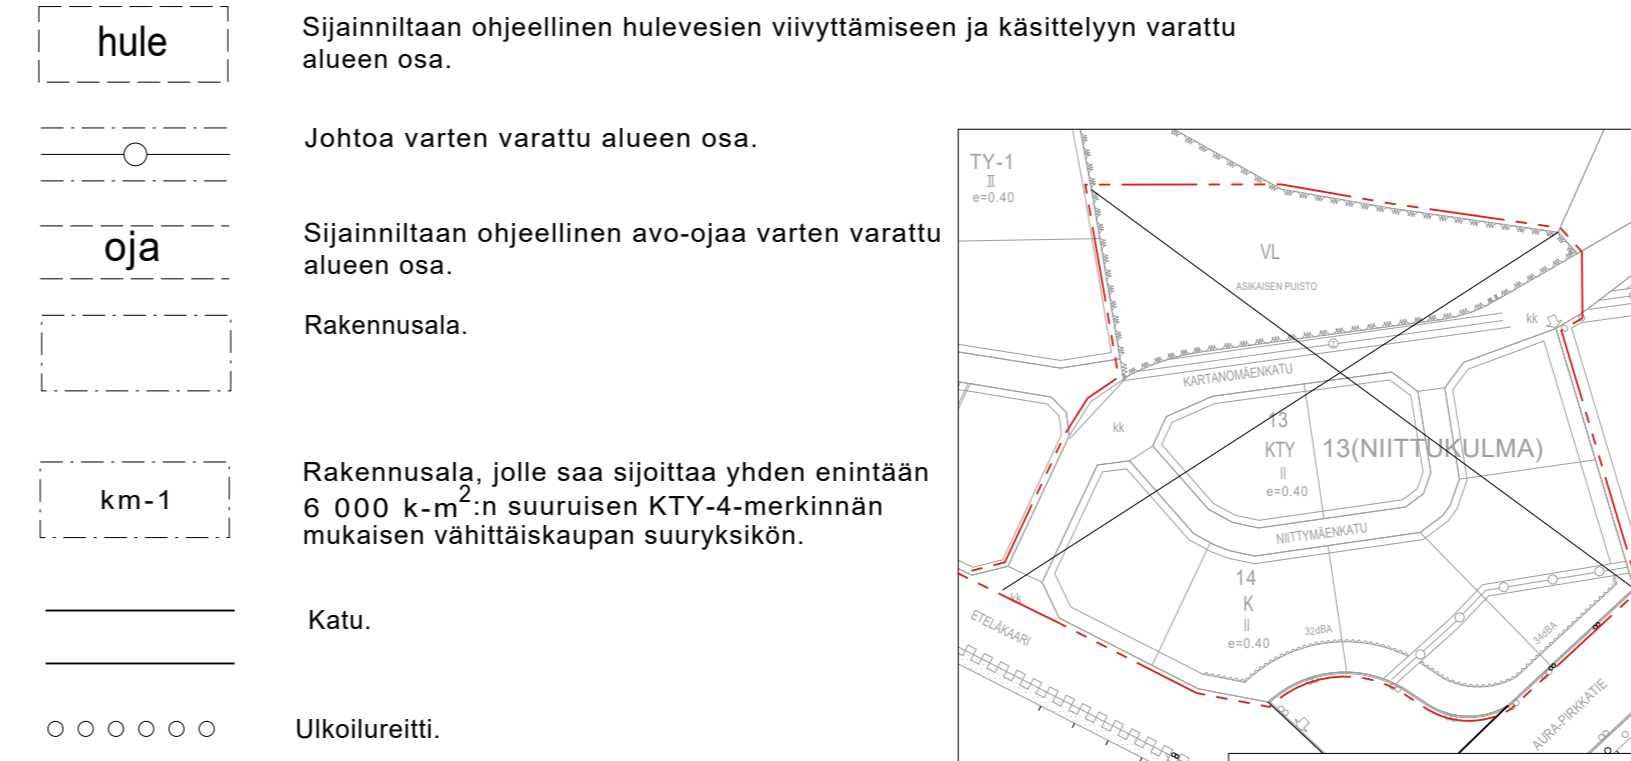 hule
Sijainniltaan ohjeellinen hulevesien viivyttämiseen ja käsittelyyn varattu
alueen osa.
Johtoa varten varattu alueen osa.
oja
Sijainniltaan ohjeellinen avo-ojaa varten varattu
alueen osa.
Rakennusala.
km-1
Rakennusala, jolle saa sijoittaa yhden enintään
6 000 k-m²:n suuruisen KTY-4-merkinnän
mukaisen vähittäiskaupan suuryksikön.
Katu.
Ulkoilureitti.
TY-1
II
e=0.40
VL
ASIKAISEN PUISTO
kk
KARTANOMÄENKATU
kk
13
KTY
II
e=0.40
13(NIITTUKULMA)
NIITTYMÄENKATU
14
K
II
e=0.40
kk
ETELÄKAARI
32dBA
34dBA
AURA-PIRKKATIE